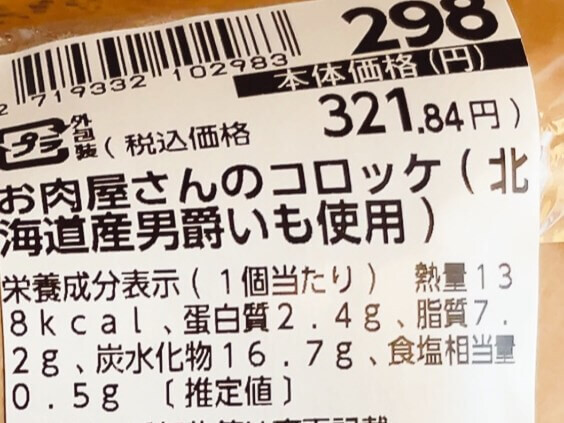 298
2 719332 102983
本体価格(円)
プラ 外包装 (税込価格 321.84円)
お肉屋さんのコロッケ(北
海道産男爵いも使用)
栄養成分表示(1個当たり) 熱量13
8kcal、蛋白質2.4g、脂質7.
2g、炭水化物16.7g、食塩相当量
0.5g 〔推定値〕